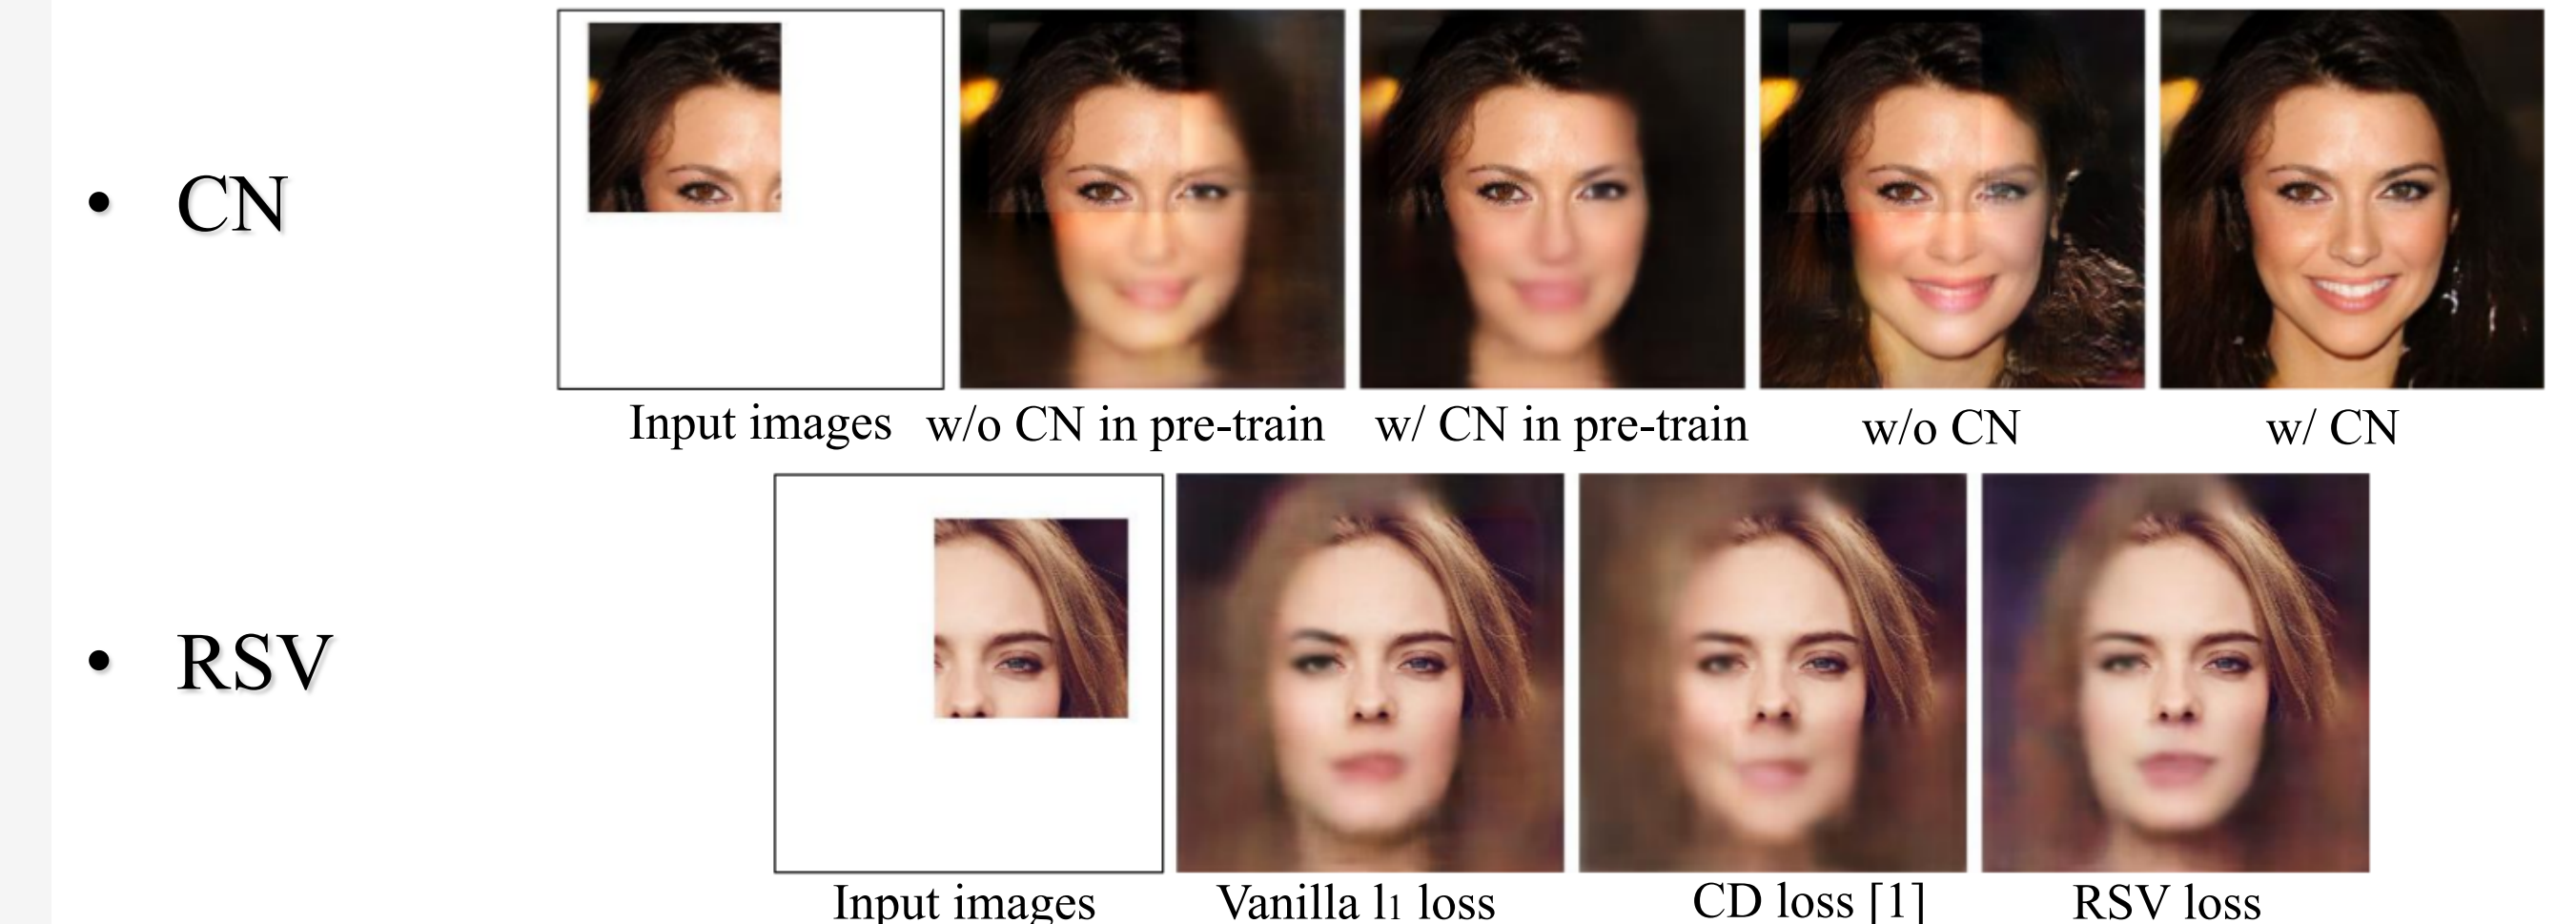 • CN
Input images w/o CN in pre-train w/ CN in pre-train w/o CN w/ CN
• RSV
Input images Vanilla l1 loss CD loss [1] RSV loss